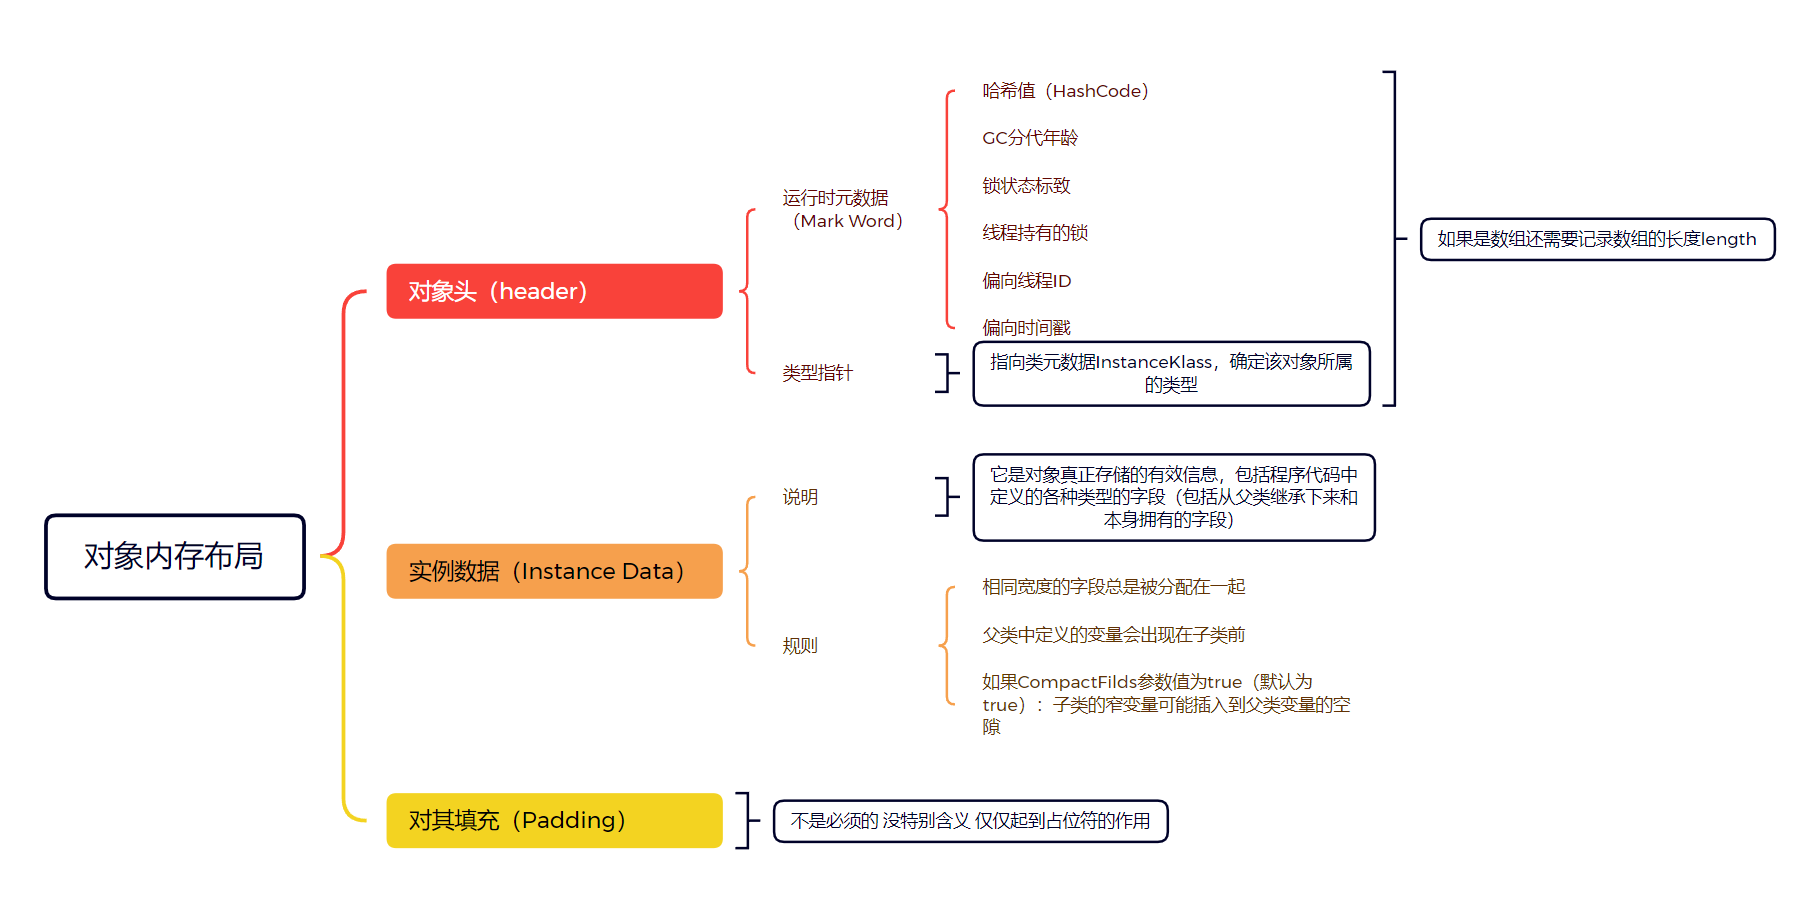 对象内存布局
对象头（header）
运行时元数据
（Mark Word）
哈希值（HashCode）
GC分代年龄
锁状态标致
线程持有的锁
偏向线程ID
偏向时间戳
类型指针
指向类元数据InstanceKlass，确定该对象所属
的类型
如果是数组还需要记录数组的长度length
实例数据（Instance Data）
说明
它是对象真正存储的有效信息，包括程序代码中
定义的各种类型的字段（包括从父类继承下来和
本身拥有的字段）
规则
相同宽度的字段总是被分配在一起
父类中定义的变量会出现在子类前
如果CompactFilds参数值为true（默认为
true）：子类的窄变量可能插入到父类变量的空
隙
对其填充（Padding）
不是必须的 没特别含义 仅仅起到占位符的作用